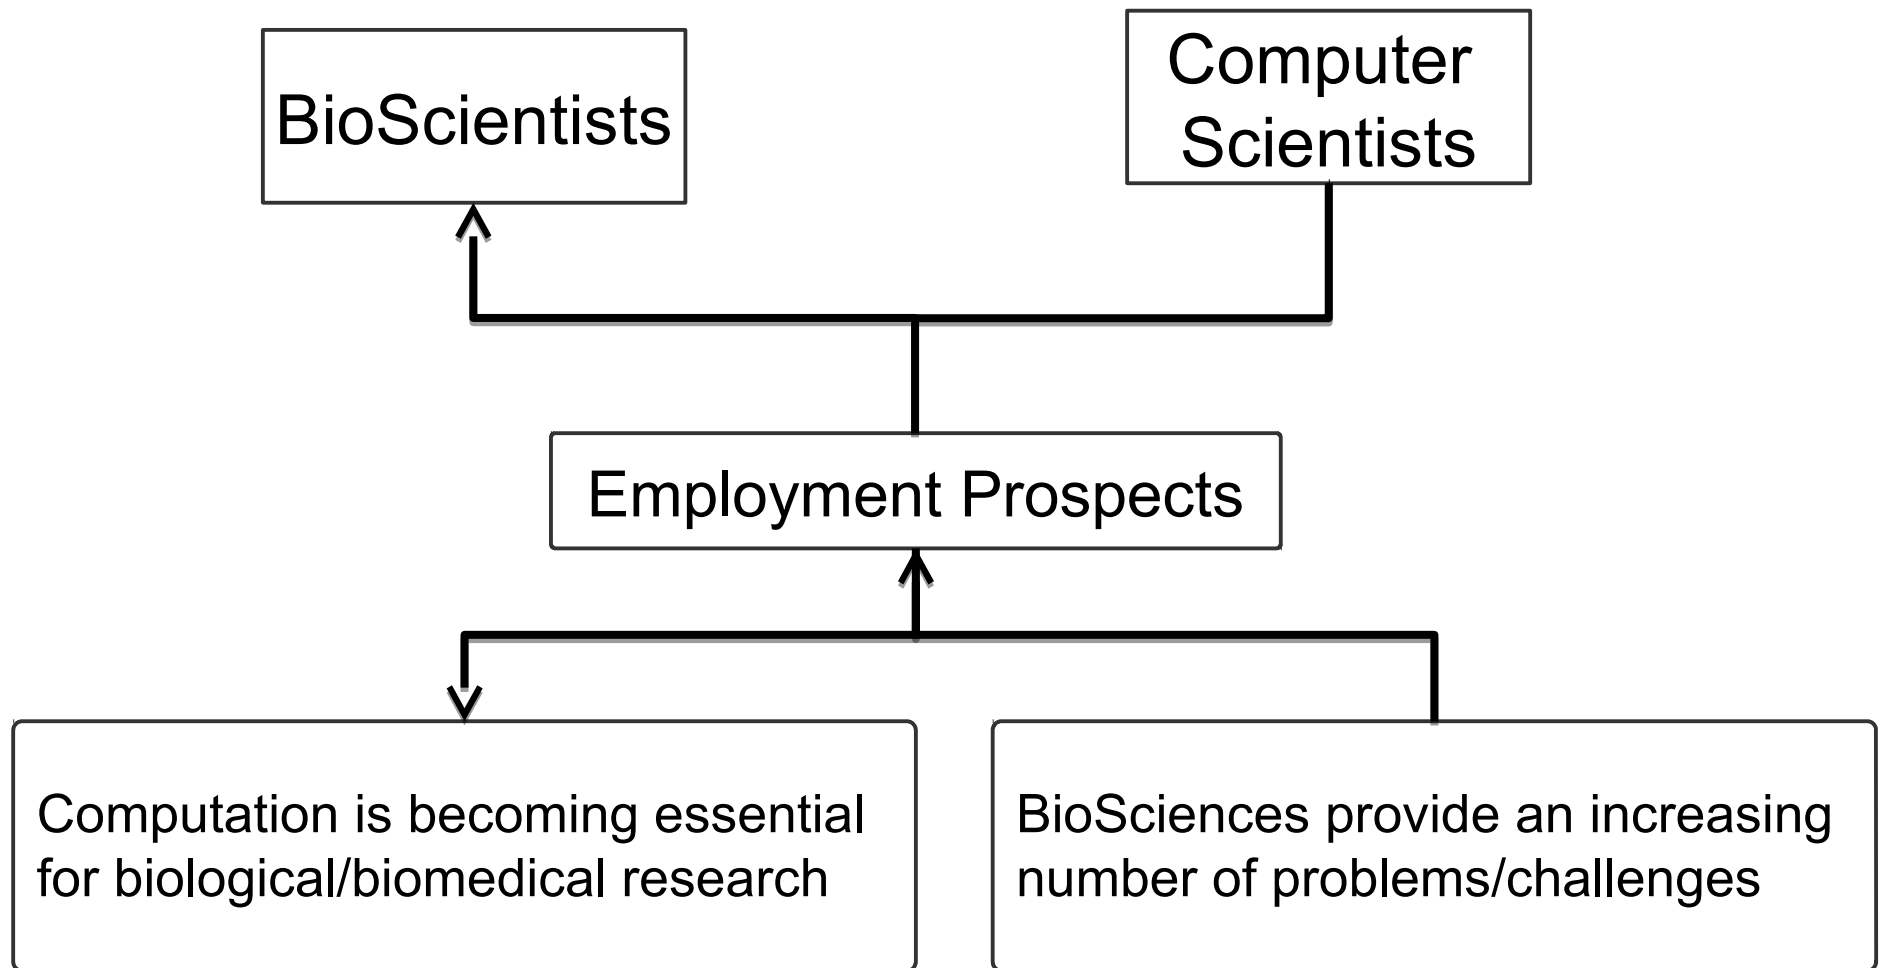 BioScientists
Computer
Scientists
Employment Prospects
Computation is becoming essential
for biological/biomedical research
BioSciences provide an increasing
number of problems/challenges